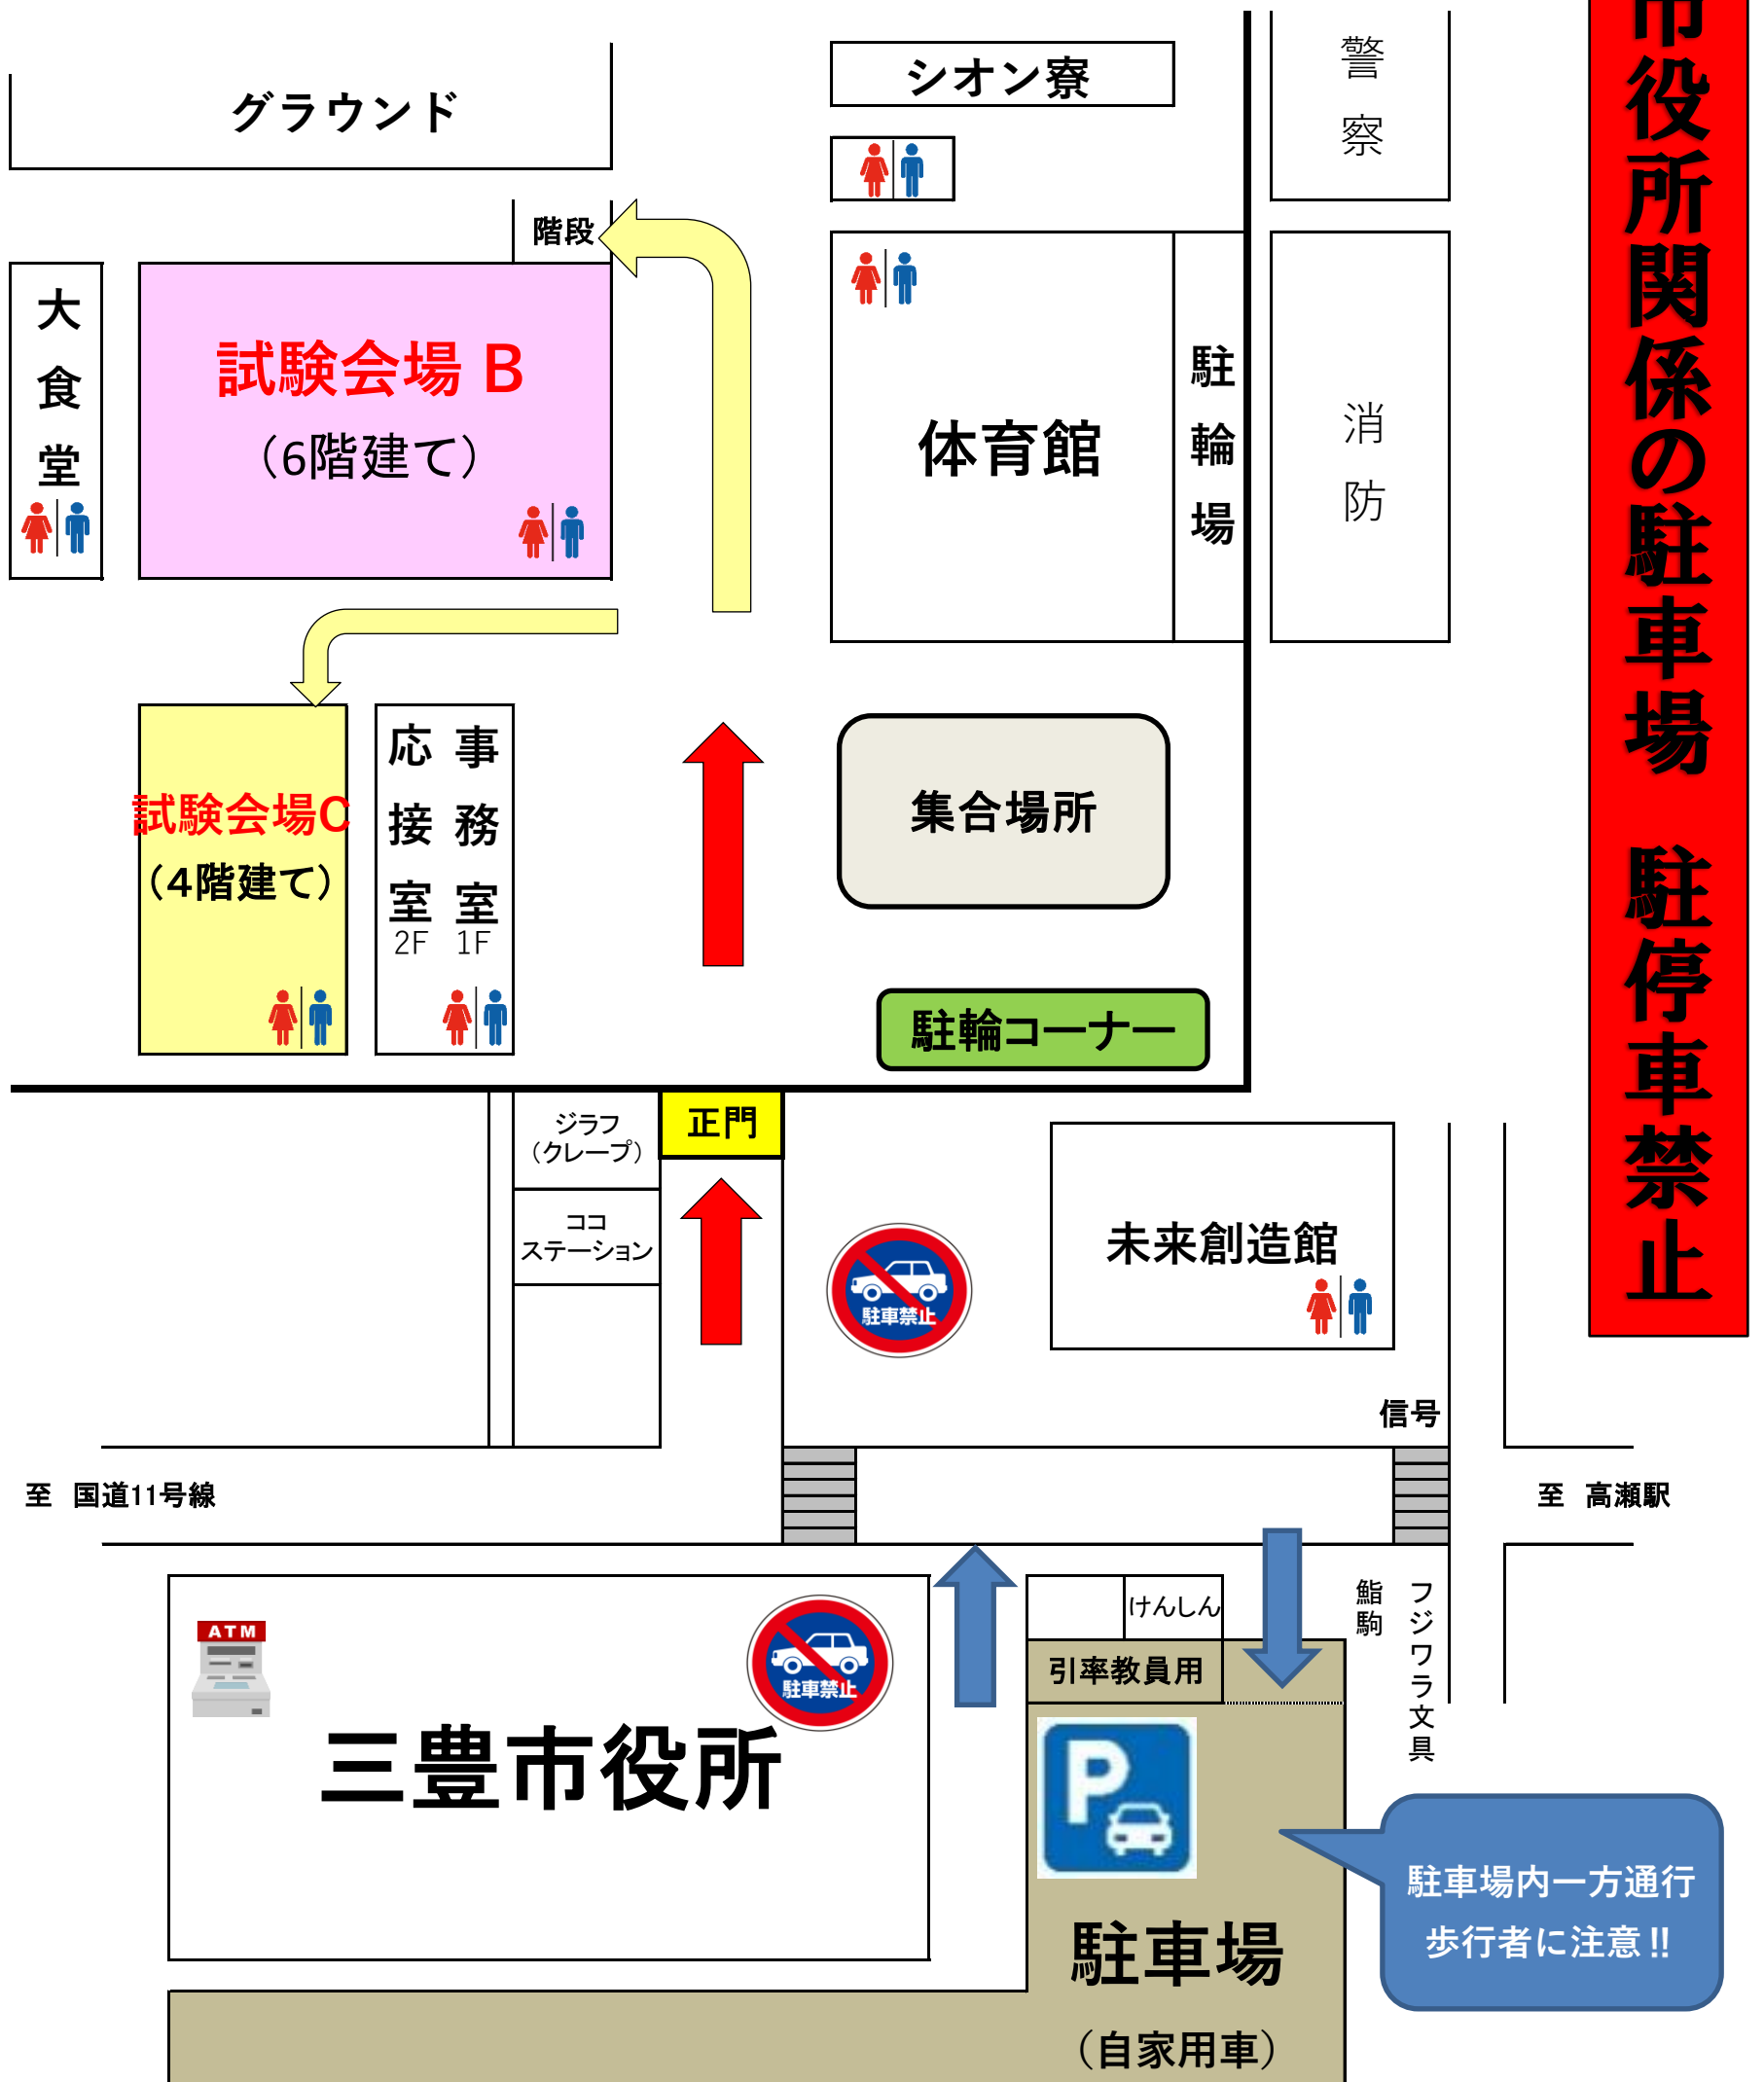 市役所関係の駐車場　駐停車禁止
グラウンド
シオン寮
警察
階段
大食堂
試験会場 B
（6階建て）
体育館
駐輪場
消防
試験会場C
（4階建て）
応接室
2F
事務室
1F
集合場所
駐輪コーナー
正門
ジラフ
（クレープ）
ココ
ステーション
駐車禁止
未来創造館
信号
至　国道11号線
至　高瀬駅
ATM
駐車禁止
三豊市役所
けんしん
引率教員用
鮨駒
フジワラ文具
P
駐車場
（自家用車）
駐車場内一方通行
歩行者に注意‼